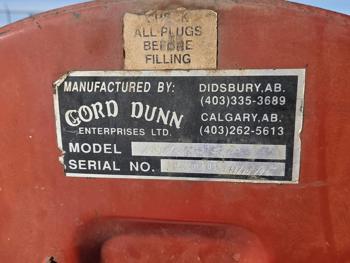 CHECK
ALL PLUGS
BEFORE
FILLING
MANUFACTURED BY:
DIDSBURY, AB.
(403)335-3689
GORD DUNN
ENTERPRISES LTD.
CALGARY, AB.
(403)262-5613
MODEL
SERIAL NO.